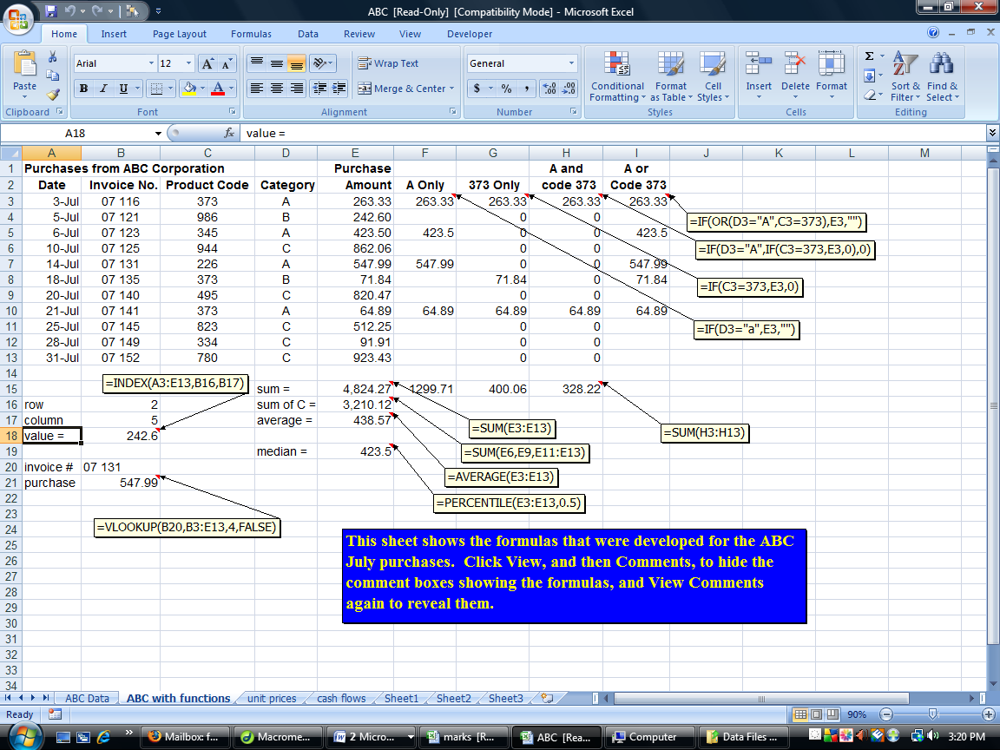 ABC [Read-Only] [Compatibility Mode] - Microsoft Excel
Home Insert Page Layout Formulas Data Review View Developer
Paste Arial 12 Wrap Text General Conditional Formatting Format as Table Cell Styles Insert Delete Format Sort & Filter Find & Select
B I U Merge & Center $ % ,
Clipboard Font Alignment Number Styles Cells Editing
A18 fx value =
A B C D E F G H I J K L M
1 Purchases from ABC Corporation Purchase A and A or
2 Date Invoice No. Product Code Category Amount A Only 373 Only code 373 Code 373
3 3-Jul 07 116 373 A 263.33 263.33 263.33 263.33 263.33
4 5-Jul 07 121 986 B 242.60 0 0
=IF(OR(D3="A",C3=373),E3,"")
5 6-Jul 07 123 345 A 423.50 423.5 0 0 423.5
6 10-Jul 07 125 944 C 862.06 0 0
=IF(D3="A",IF(C3=373,E3,0),0)
7 14-Jul 07 131 226 A 547.99 547.99 0 0 547.99
8 18-Jul 07 135 373 B 71.84 71.84 0 71.84
=IF(C3=373,E3,0)
9 20-Jul 07 140 495 C 820.47 0 0
10 21-Jul 07 141 373 A 64.89 64.89 64.89 64.89 64.89
11 25-Jul 07 145 823 C 512.25 0 0
=IF(D3="a",E3,"")
12 28-Jul 07 149 334 C 91.91 0 0
13 31-Jul 07 152 780 C 923.43 0 0
14
=INDEX(A3:E13,B16,B17)
15 sum = 4,824.27 1299.71 400.06 328.22
16 row 2 sum of C = 3,210.12
17 column 5 average = 438.57
=SUM(E3:E13) =SUM(H3:H13)
18 value = 242.6
19 median = 423.5
=SUM(E6,E9,E11:E13)
20 invoice # 07 131
=AVERAGE(E3:E13)
21 purchase 547.99
22
=PERCENTILE(E3:E13,0.5)
23
24
=VLOOKUP(B20,B3:E13,4,FALSE)
This sheet shows the formulas that were developed for the ABC
25
July purchases. Click View, and then Comments, to hide the
26
27
comment boxes showing the formulas, and View Comments
28
again to reveal them.
29
30
31
32
33
34
ABC Data ABC with functions unit prices cash flows Sheet1 Sheet2 Sheet3
Ready 90%
Mailbox: f... Macrome... 2 Micro... marks [R... ABC [Rea... Computer Data Files ... 3:20 PM